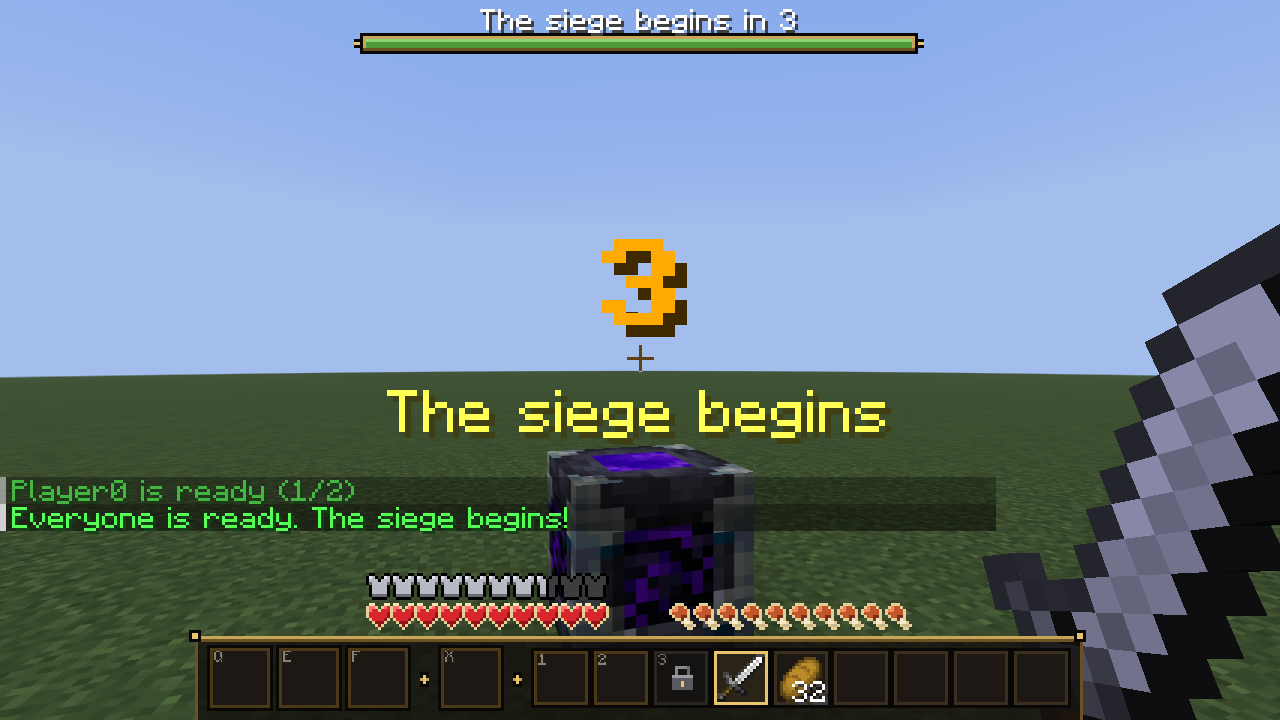 The siege begins in 3
3
The siege begins
Player0 is ready (1/2)
Everyone is ready. The siege begins!
Q E F X 1 2 3
32